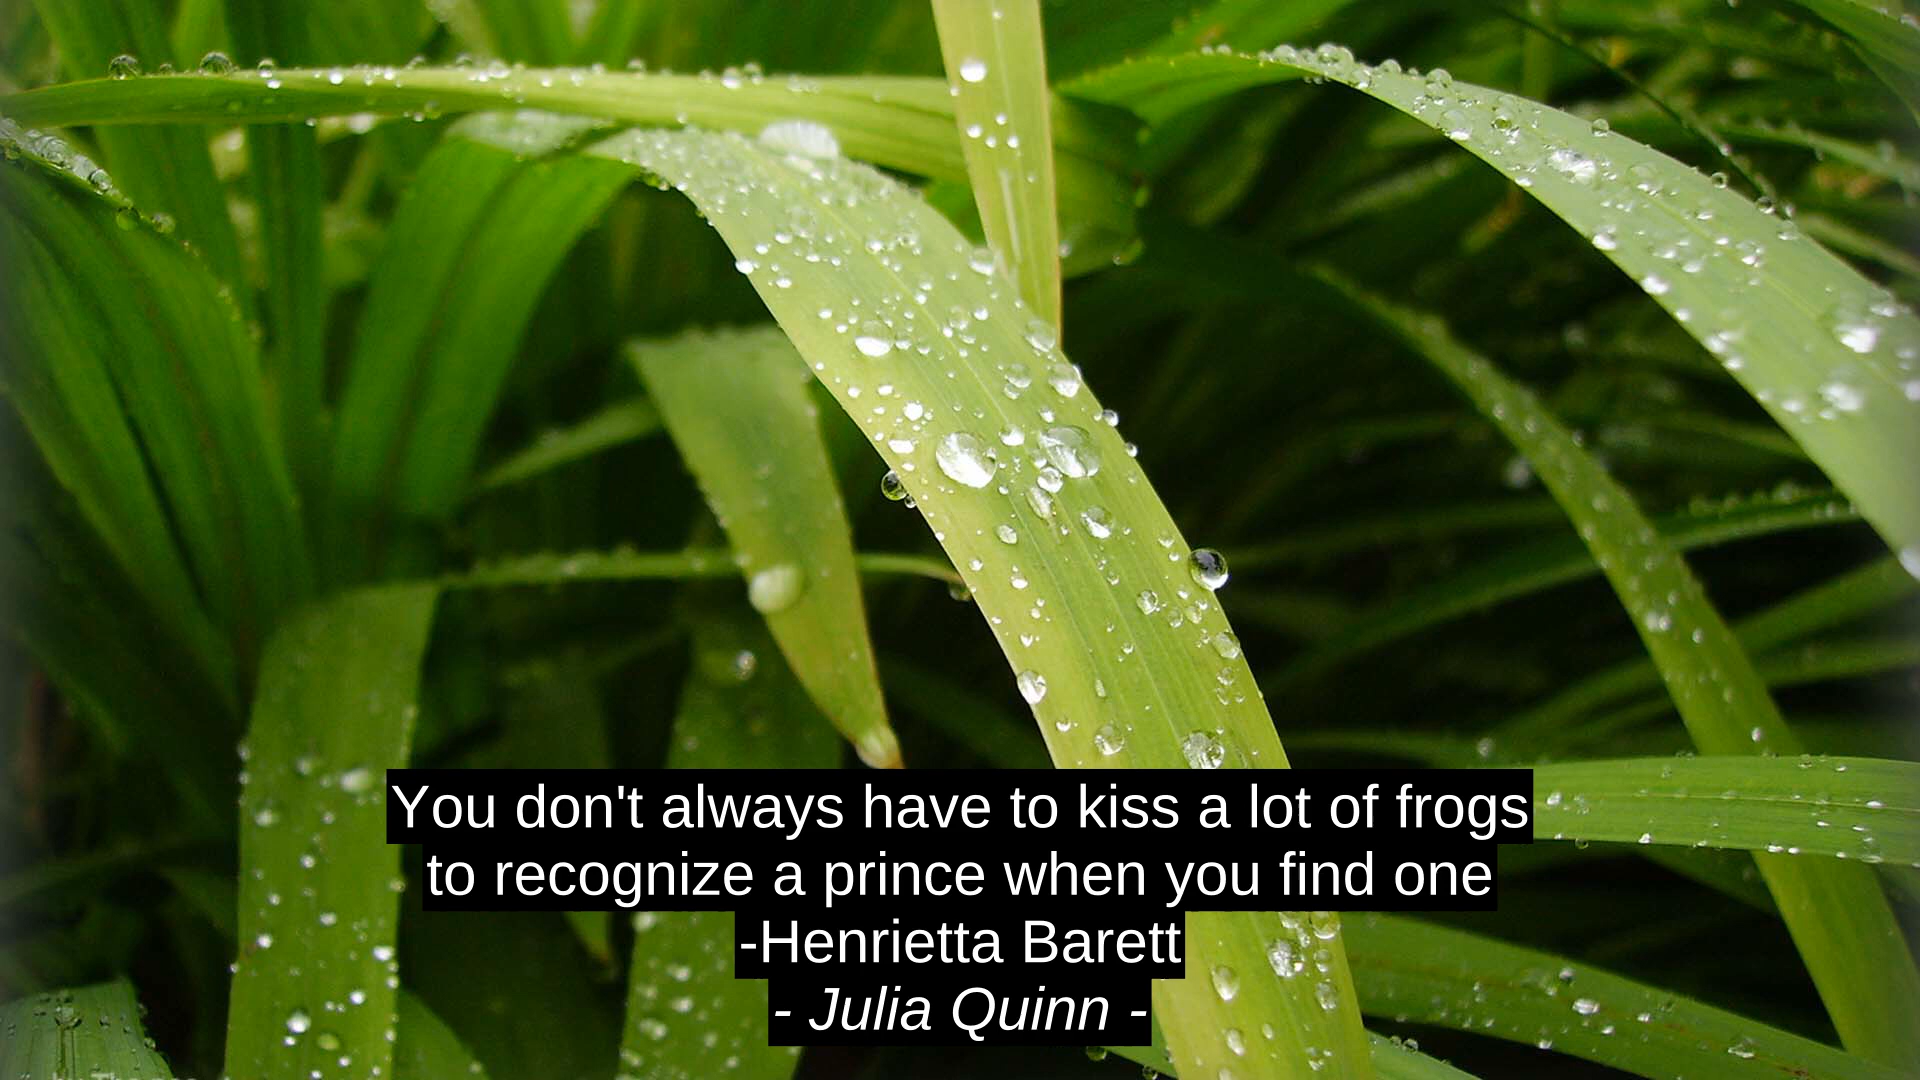 You don't always have to kiss a lot of frogs
to recognize a prince when you find one
-Henrietta Barett
- Julia Quinn -